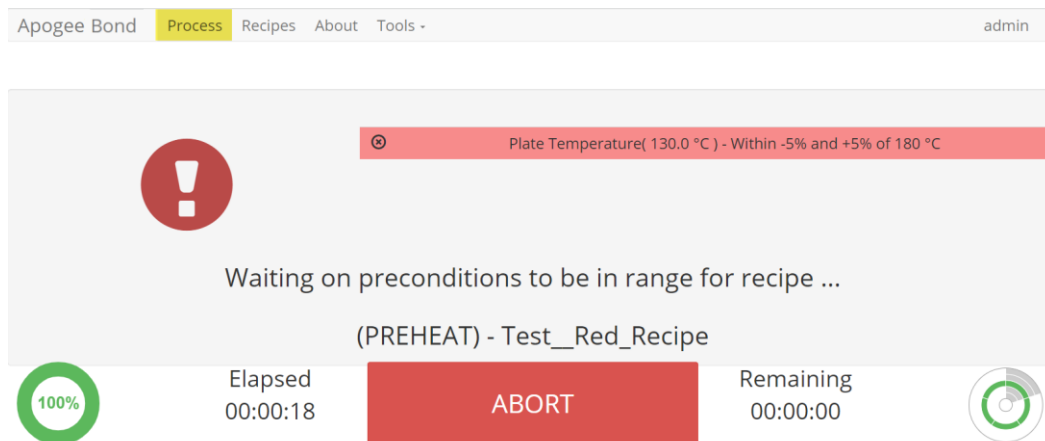 Apogee Bond Process Recipes About Tools admin
Plate Temperature( 130.0 °C ) - Within -5% and +5% of 180 °C
Waiting on preconditions to be in range for recipe ...
(PREHEAT) - Test__Red_Recipe
100%
Elapsed
00:00:18
ABORT
Remaining
00:00:00